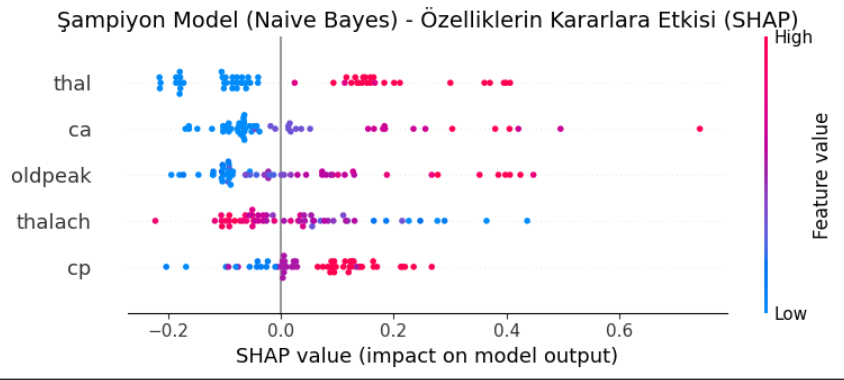 Şampiyon Model (Naive Bayes) - Özelliklerin Kararlara Etkisi (SHAP)
High
thal
ca
oldpeak
thalach
cp
Feature value
Low
−0.2 0.0 0.2 0.4 0.6
SHAP value (impact on model output)